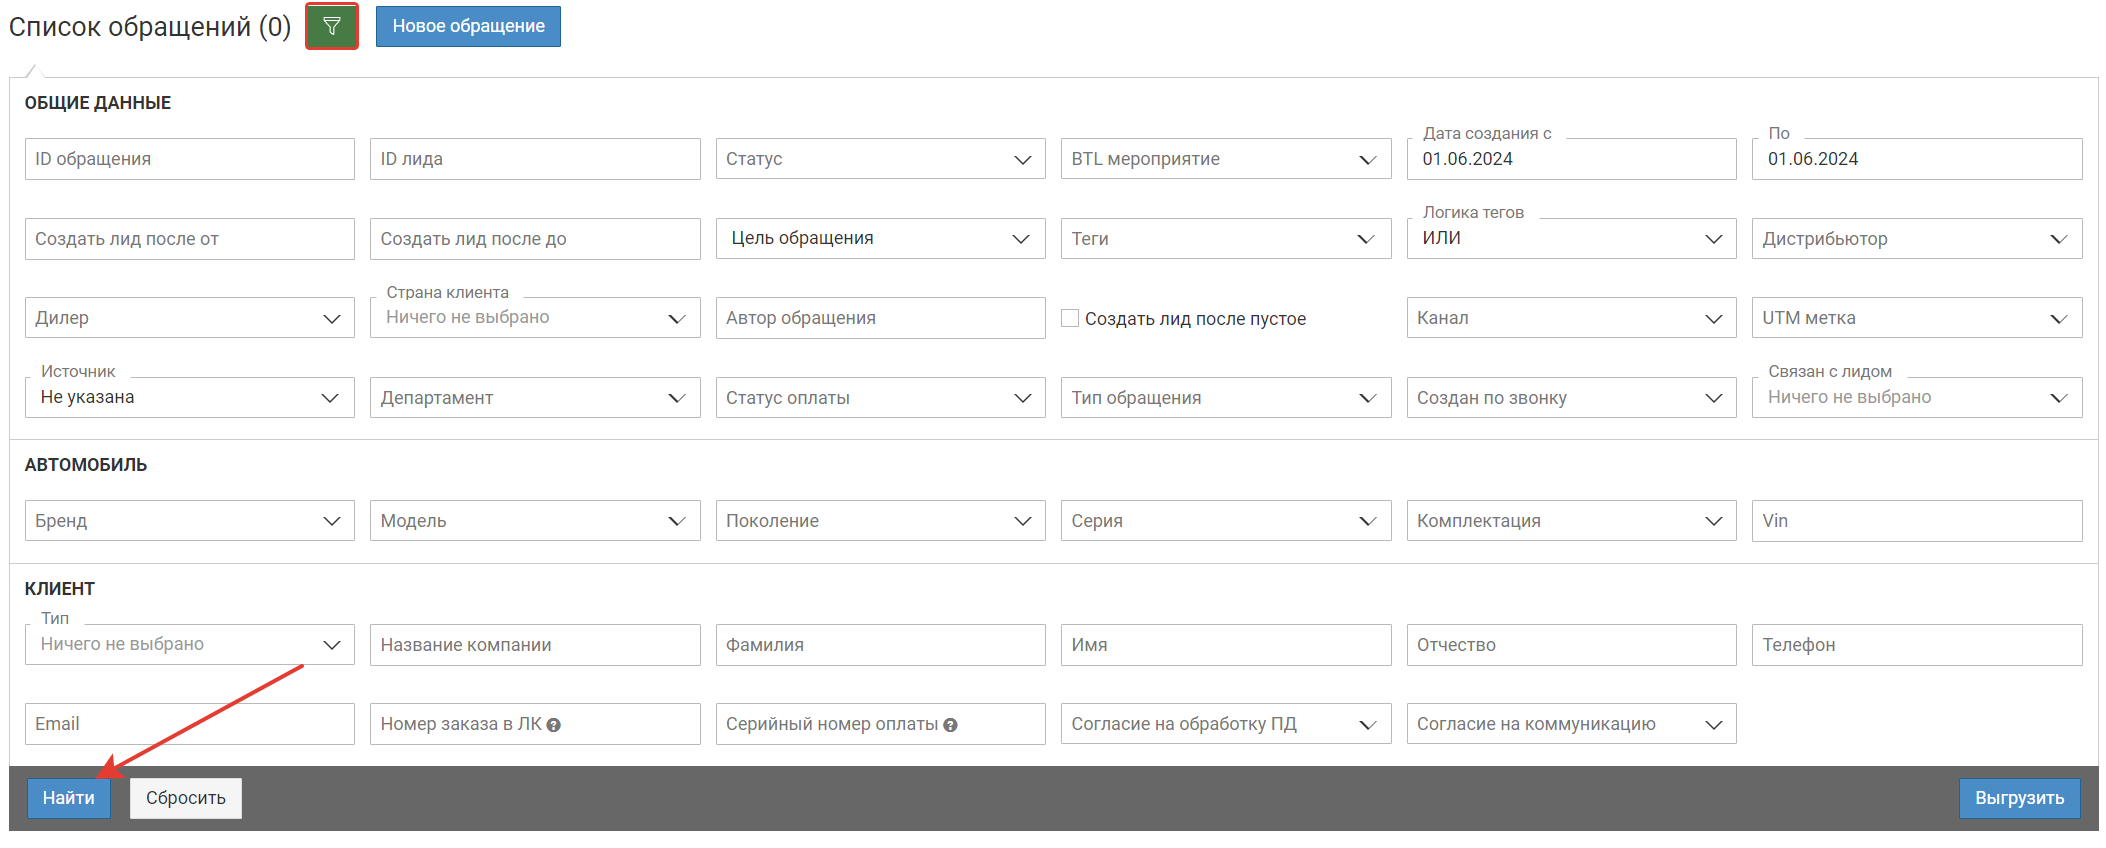 Список обращений (0)
Новое обращение
ОБЩИЕ ДАННЫЕ
ID обращения
ID лида
Статус
BTL мероприятие
Дата создания с
01.06.2024
По
01.06.2024
Создать лид после от
Создать лид после до
Цель обращения
Теги
Логика тегов
ИЛИ
Дистрибьютор
Дилер
Страна клиента
Ничего не выбрано
Автор обращения
Создать лид после пустое
Канал
UTM метка
Источник
Не указана
Департамент
Статус оплаты
Тип обращения
Создан по звонку
Связан с лидом
Ничего не выбрано
АВТОМОБИЛЬ
Бренд
Модель
Поколение
Серия
Комплектация
Vin
КЛИЕНТ
Тип
Ничего не выбрано
Название компании
Фамилия
Имя
Отчество
Телефон
Email
Номер заказа в ЛК ?
Серийный номер оплаты ?
Согласие на обработку ПД
Согласие на коммуникацию
Найти
Сбросить
Выгрузить